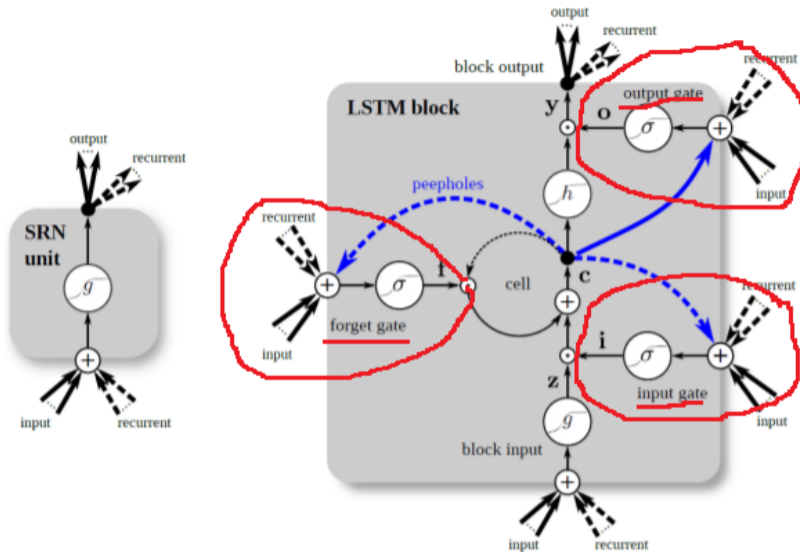 output
recurrent
SRN
unit
g
+
input
recurrent
output
recurrent
block output
LSTM block
y
output gate
recurrent
o
σ
+
input
h
peepholes
recurrent
+
σ
f
cell
c
forget gate
input
+
recurrent
i
σ
+
z
input gate
input
g
block input
+
input
recurrent